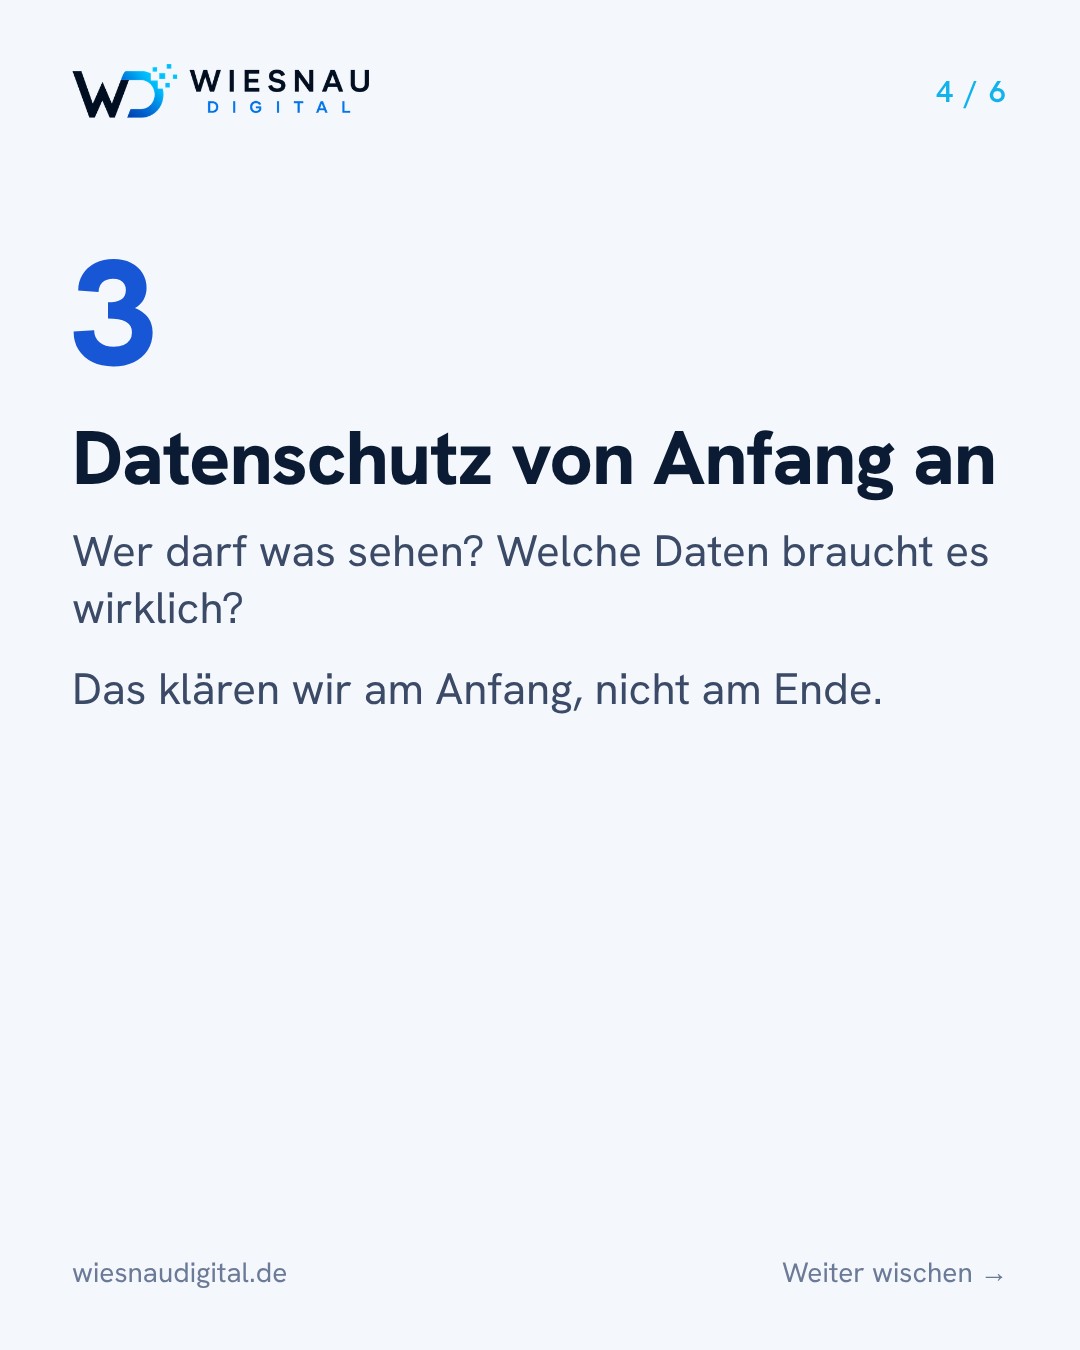 WD WIESNAU
DIGITAL
4 / 6
3
Datenschutz von Anfang an
Wer darf was sehen? Welche Daten braucht es
wirklich?
Das klären wir am Anfang, nicht am Ende.
wiesnaudigital.de
Weiter wischen →